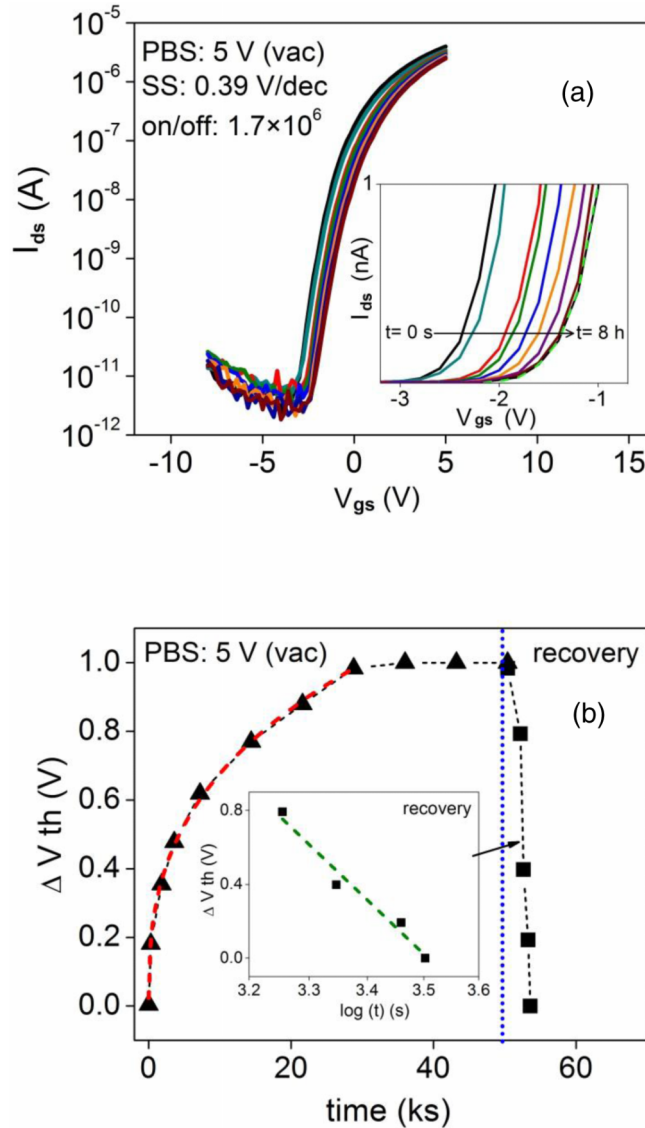 10⁻⁵
10⁻⁶
10⁻⁷
10⁻⁸
10⁻⁹
10⁻¹⁰
10⁻¹¹
10⁻¹²
I_ds (A)
PBS: 5 V (vac)
SS: 0.39 V/dec
on/off: 1.7×10⁶
(a)
1
I_ds (nA)
t= 0 s
t= 8 h
-3 -2 -1
V_gs (V)
-10 -5 0 5 10 15
V_gs (V)
PBS: 5 V (vac)
recovery
(b)
1.0
0.8
0.6
0.4
0.2
0.0
Δ V th (V)
recovery
0.8
0.4
0.0
Δ V th (V)
3.2 3.3 3.4 3.5 3.6
log (t) (s)
0 20 40 60
time (ks)